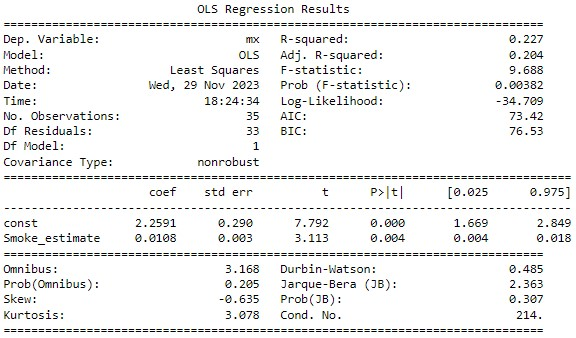 OLS Regression Results
==============================================================================
Dep. Variable: mx R-squared: 0.227
Model: OLS Adj. R-squared: 0.204
Method: Least Squares F-statistic: 9.688
Date: Wed, 29 Nov 2023 Prob (F-statistic): 0.00382
Time: 18:24:34 Log-Likelihood: -34.709
No. Observations: 35 AIC: 73.42
Df Residuals: 33 BIC: 76.53
Df Model: 1
Covariance Type: nonrobust
==============================================================================
coef std err t P>|t| [0.025 0.975]
------------------------------------------------------------------------------
const 2.2591 0.290 7.792 0.000 1.669 2.849
Smoke_estimate 0.0108 0.003 3.113 0.004 0.004 0.018
==============================================================================
Omnibus: 3.168 Durbin-Watson: 0.485
Prob(Omnibus): 0.205 Jarque-Bera (JB): 2.363
Skew: -0.635 Prob(JB): 0.307
Kurtosis: 3.078 Cond. No. 214.
==============================================================================